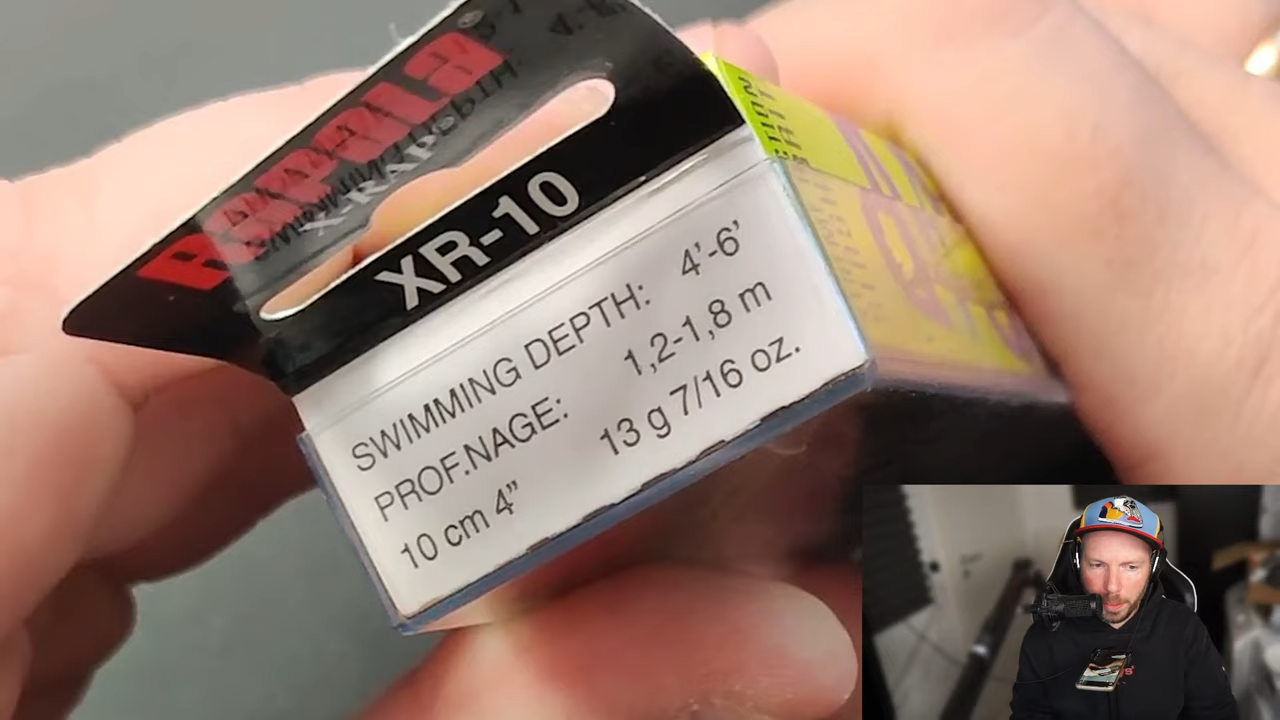 Rapala®
X-RAP®
XR-10
SWIMMING DEPTH: 4'-6'
PROF.NAGE: 1,2-1,8 m
10 cm 4” 13 g 7/16 oz.